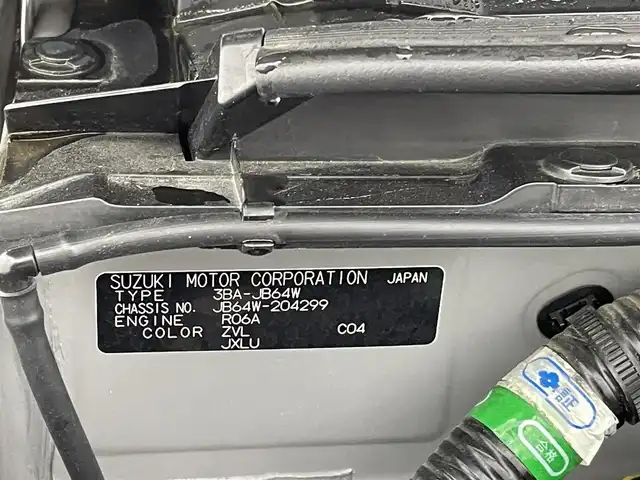 SUZUKI MOTOR CORPORATION JAPAN
TYPE 3BA-JB64W
CHASSIS NO. JB64W-204299
ENGINE R06A
COLOR ZVL C04
JXLU
合格